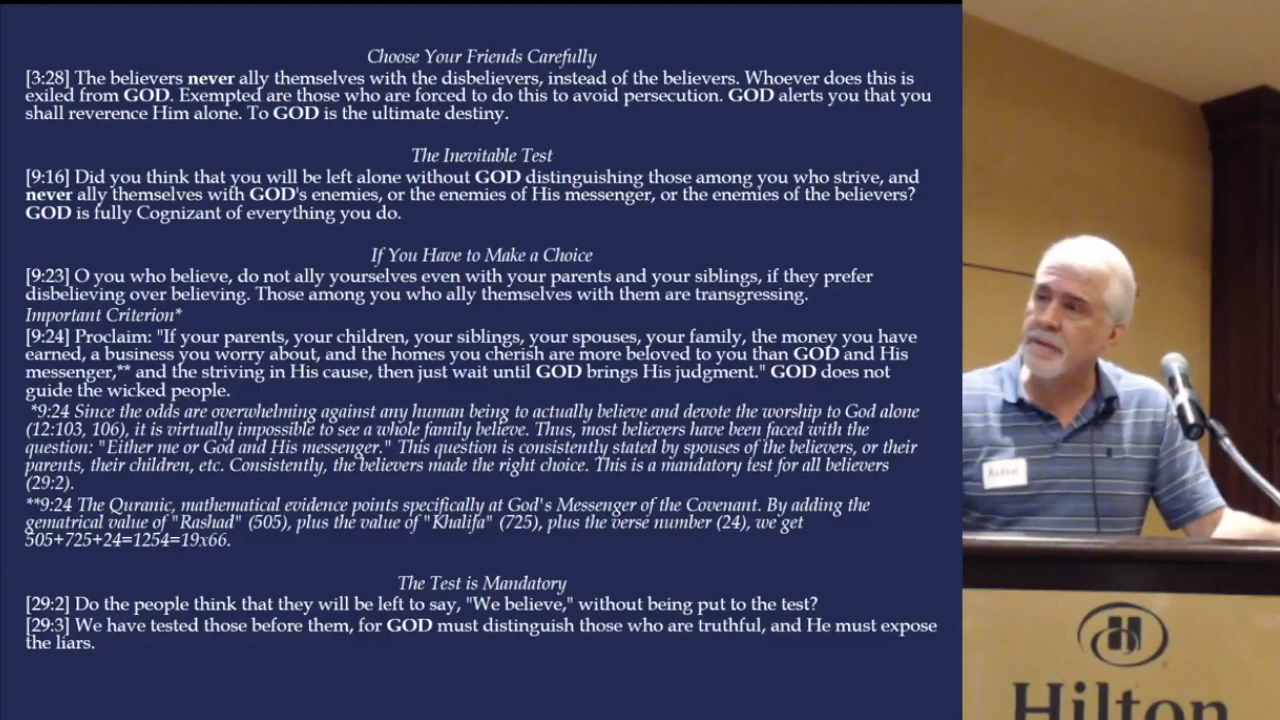 Choose Your Friends Carefully
[3:28] The believers never ally themselves with the disbelievers, instead of the believers. Whoever does this is
exiled from GOD. Exempted are those who are forced to do this to avoid persecution. GOD alerts you that you
shall reverence Him alone. To GOD is the ultimate destiny.
The Inevitable Test
[9:16] Did you think that you will be left alone without GOD distinguishing those among you who strive, and
never ally themselves with GOD's enemies, or the enemies of His messenger, or the enemies of the believers?
GOD is fully Cognizant of everything you do.
If You Have to Make a Choice
[9:23] O you who believe, do not ally yourselves even with your parents and your siblings, if they prefer
disbelieving over believing. Those among you who ally themselves with them are transgressing.
Important Criterion*
[9:24] Proclaim: "If your parents, your children, your siblings, your spouses, your family, the money you have
earned, a business you worry about, and the homes you cherish are more beloved to you than GOD and His
messenger,** and the striving in His cause, then just wait until GOD brings His judgment." GOD does not
guide the wicked people.
*9:24 Since the odds are overwhelming against any human being to actually believe and devote the worship to God alone
(12:103, 106), it is virtually impossible to see a whole family believe. Thus, most believers have been faced with the
question: "Either me or God and His messenger." This question is consistently stated by spouses of the believers, or their
parents, their children, etc. Consistently, the believers made the right choice. This is a mandatory test for all believers
(29:2).
**9:24 The Quranic, mathematical evidence points specifically at God's Messenger of the Covenant. By adding the
gematrical value of "Rashad" (505), plus the value of "Khalifa" (725), plus the verse number (24), we get
505+725+24=1254=19x66.
The Test is Mandatory
[29:2] Do the people think that they will be left to say, "We believe," without being put to the test?
[29:3] We have tested those before them, for GOD must distinguish those who are truthful, and He must expose
the liars.
H
Hilton